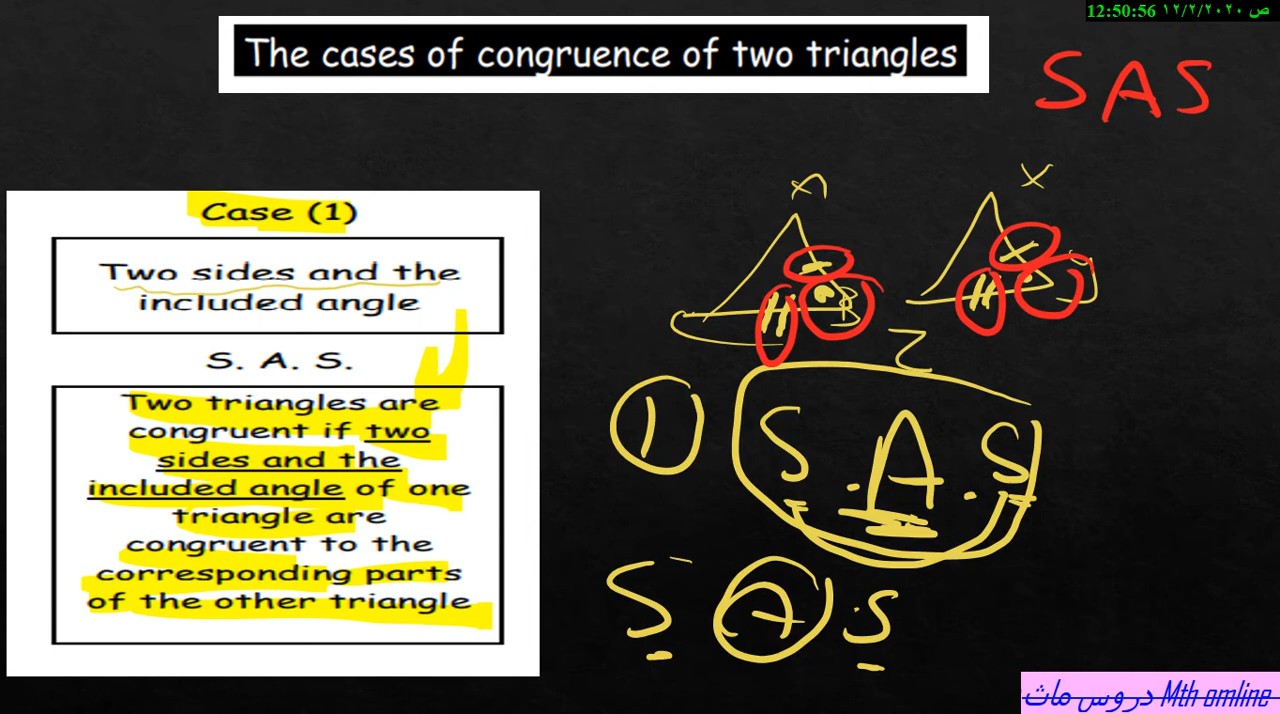 12:50:56 ص ١٢/٢/٢٠٢٠
The cases of congruence of two triangles
SAS
Case (1)
Two sides and the
included angle
S. A. S.
Two triangles are
congruent if two
sides and the
included angle of one
triangle are
congruent to the
corresponding parts
of the other triangle
X
B
Z
1
S.A.S
S A S
دروس ماث Mth omline